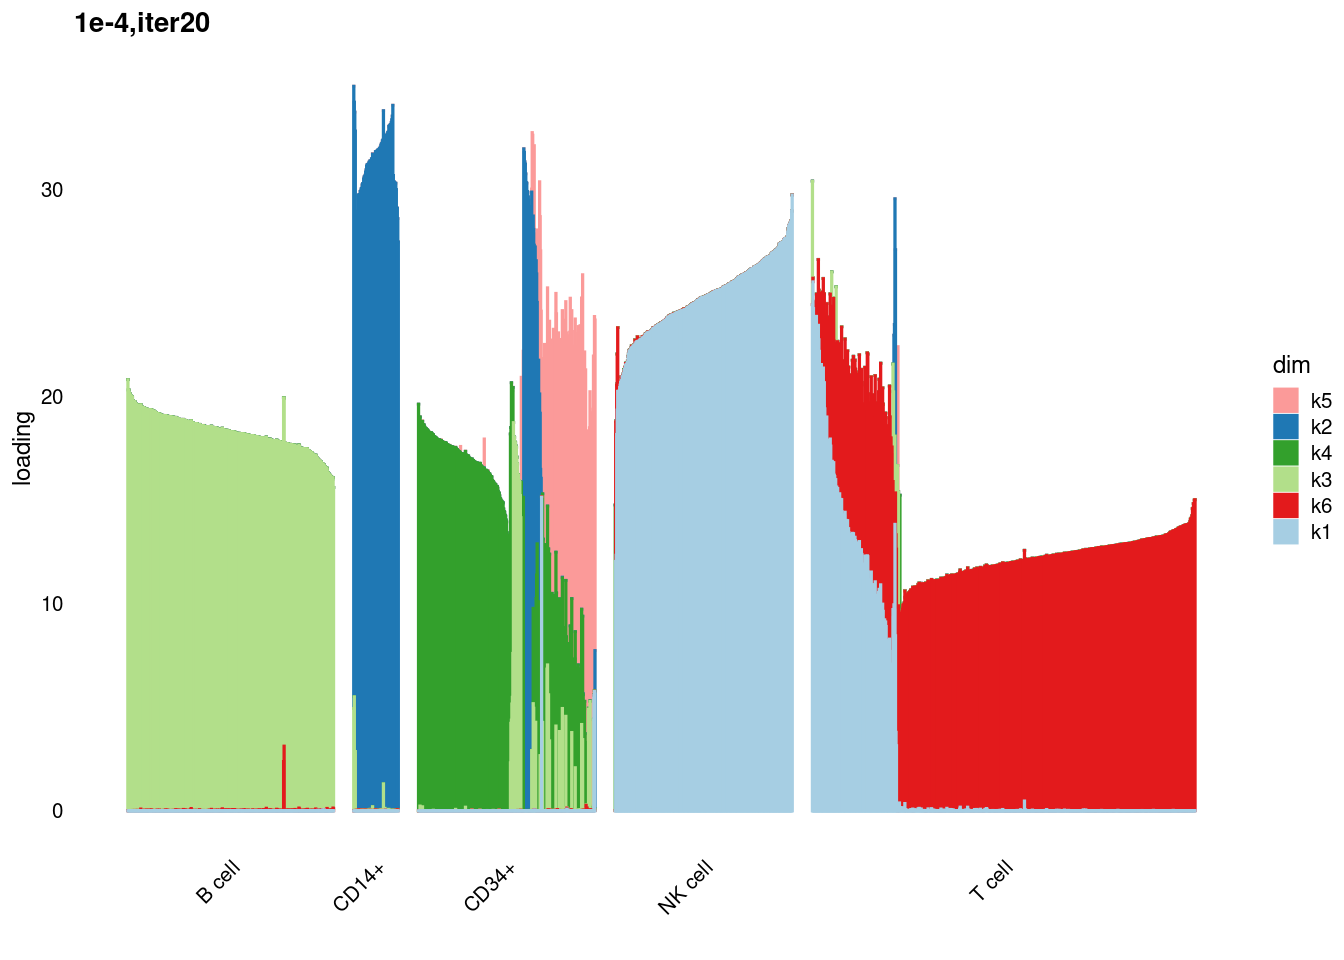 1e-4,iter20
loading
30
20
10
0
B cell
CD14+
CD34+
NK cell
T cell
dim
k5
k2
k4
k3
k6
k1